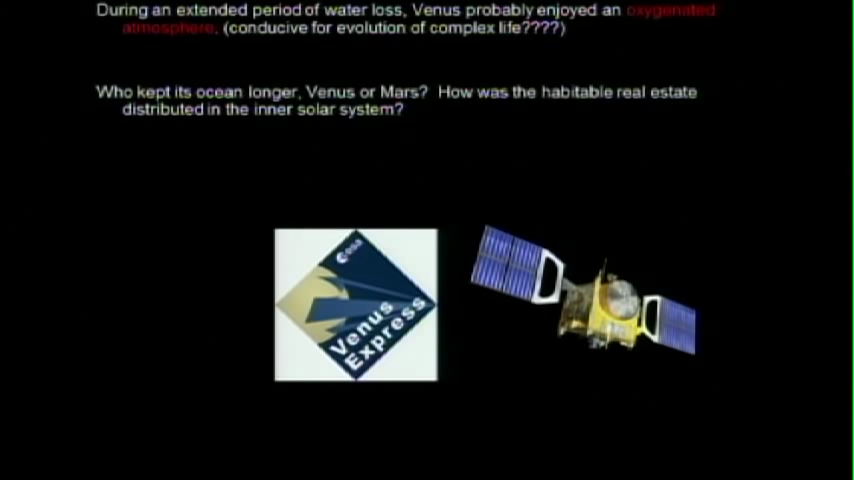 During an extended period of water loss, Venus probably enjoyed an oxygenated
atmosphere. (conducive for evolution of complex life????)
Who kept its ocean longer, Venus or Mars? How was the habitable real estate
distributed in the inner solar system?
esa
Venus
Express